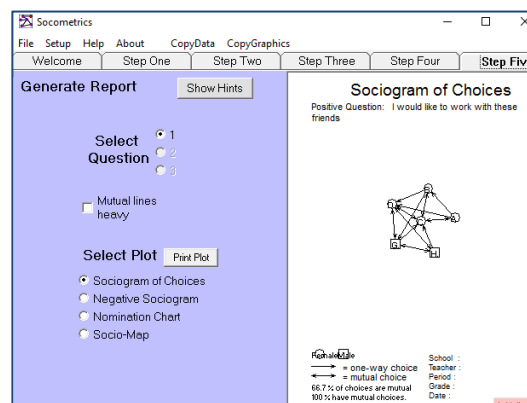 Socometrics
File Setup Help About CopyData CopyGraphics
Welcome Step One Step Two Step Three Step Four Step Fiv
Generate Report Show Hints
Select Question
1
2
3
Mutual lines heavy
Select Plot Print Plot
Sociogram of Choices
Negative Sociogram
Nomination Chart
Socio-Map
Sociogram of Choices
Positive Question: I would like to work with these
friends
G
H
Female Male
= one-way choice
= mutual choice
66.7 % of choices are mutual
100 % have mutual choices.
School :
Teacher :
Period :
Grade :
Date :